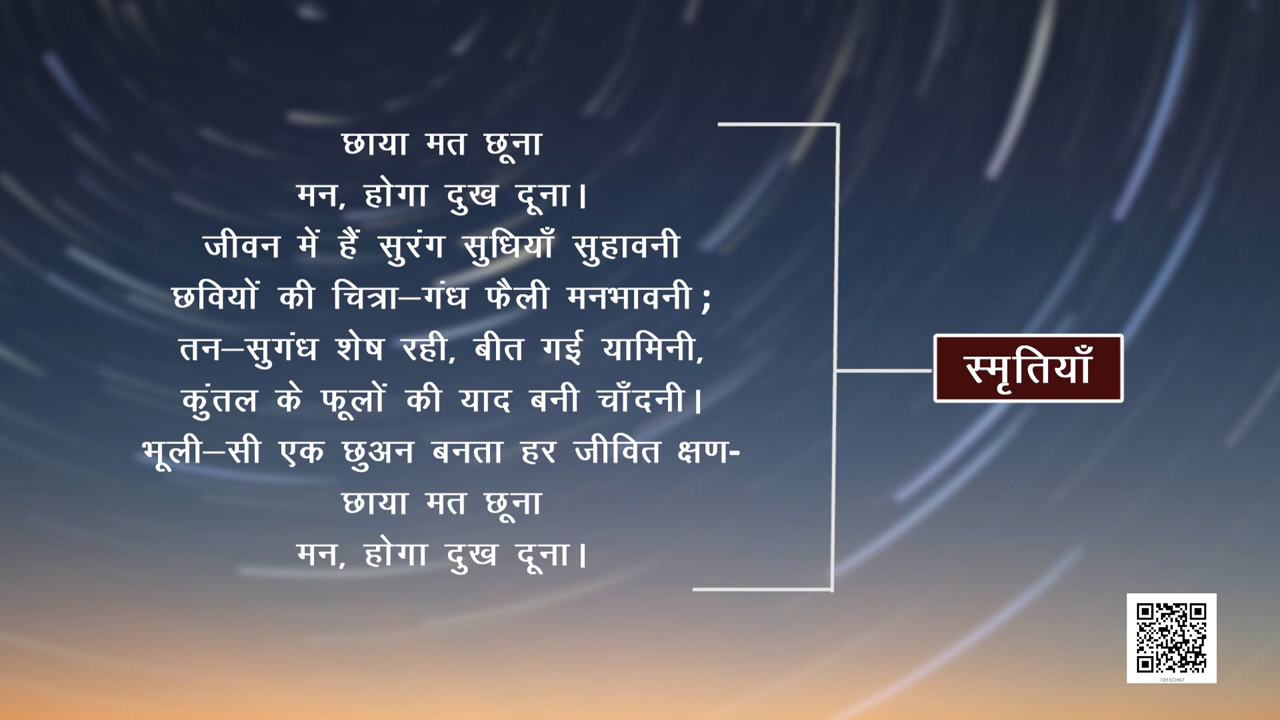 छाया मत छूना
मन, होगा दुख दूना।
जीवन में हैं सुरंग सुधियाँ सुहावनी
छवियों की चित्रा–गंध फैली मनभावनी ;
तन–सुगंध शेष रही, बीत गई यामिनी,
कुंतल के फूलों की याद बनी चाँदनी।
भूली–सी एक छुअन बनता हर जीवित क्षण-
छाया मत छूना
मन, होगा दुख दूना।
स्मृतियाँ
1055CH07